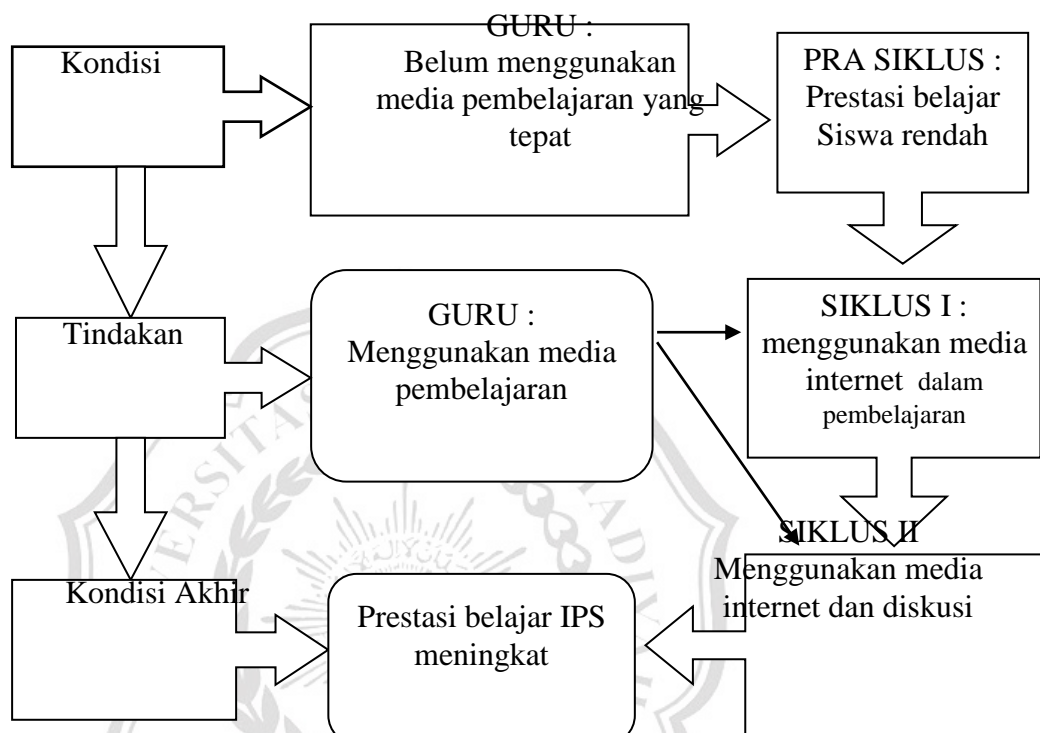 Kondisi
GURU :
Belum menggunakan
media pembelajaran yang
tepat
PRA SIKLUS :
Prestasi belajar
Siswa rendah
Tindakan
GURU :
Menggunakan media
pembelajaran
SIKLUS I :
menggunakan media
internet dalam
pembelajaran
Kondisi Akhir
Prestasi belajar IPS
meningkat
SIKLUS II
Menggunakan media
internet dan diskusi